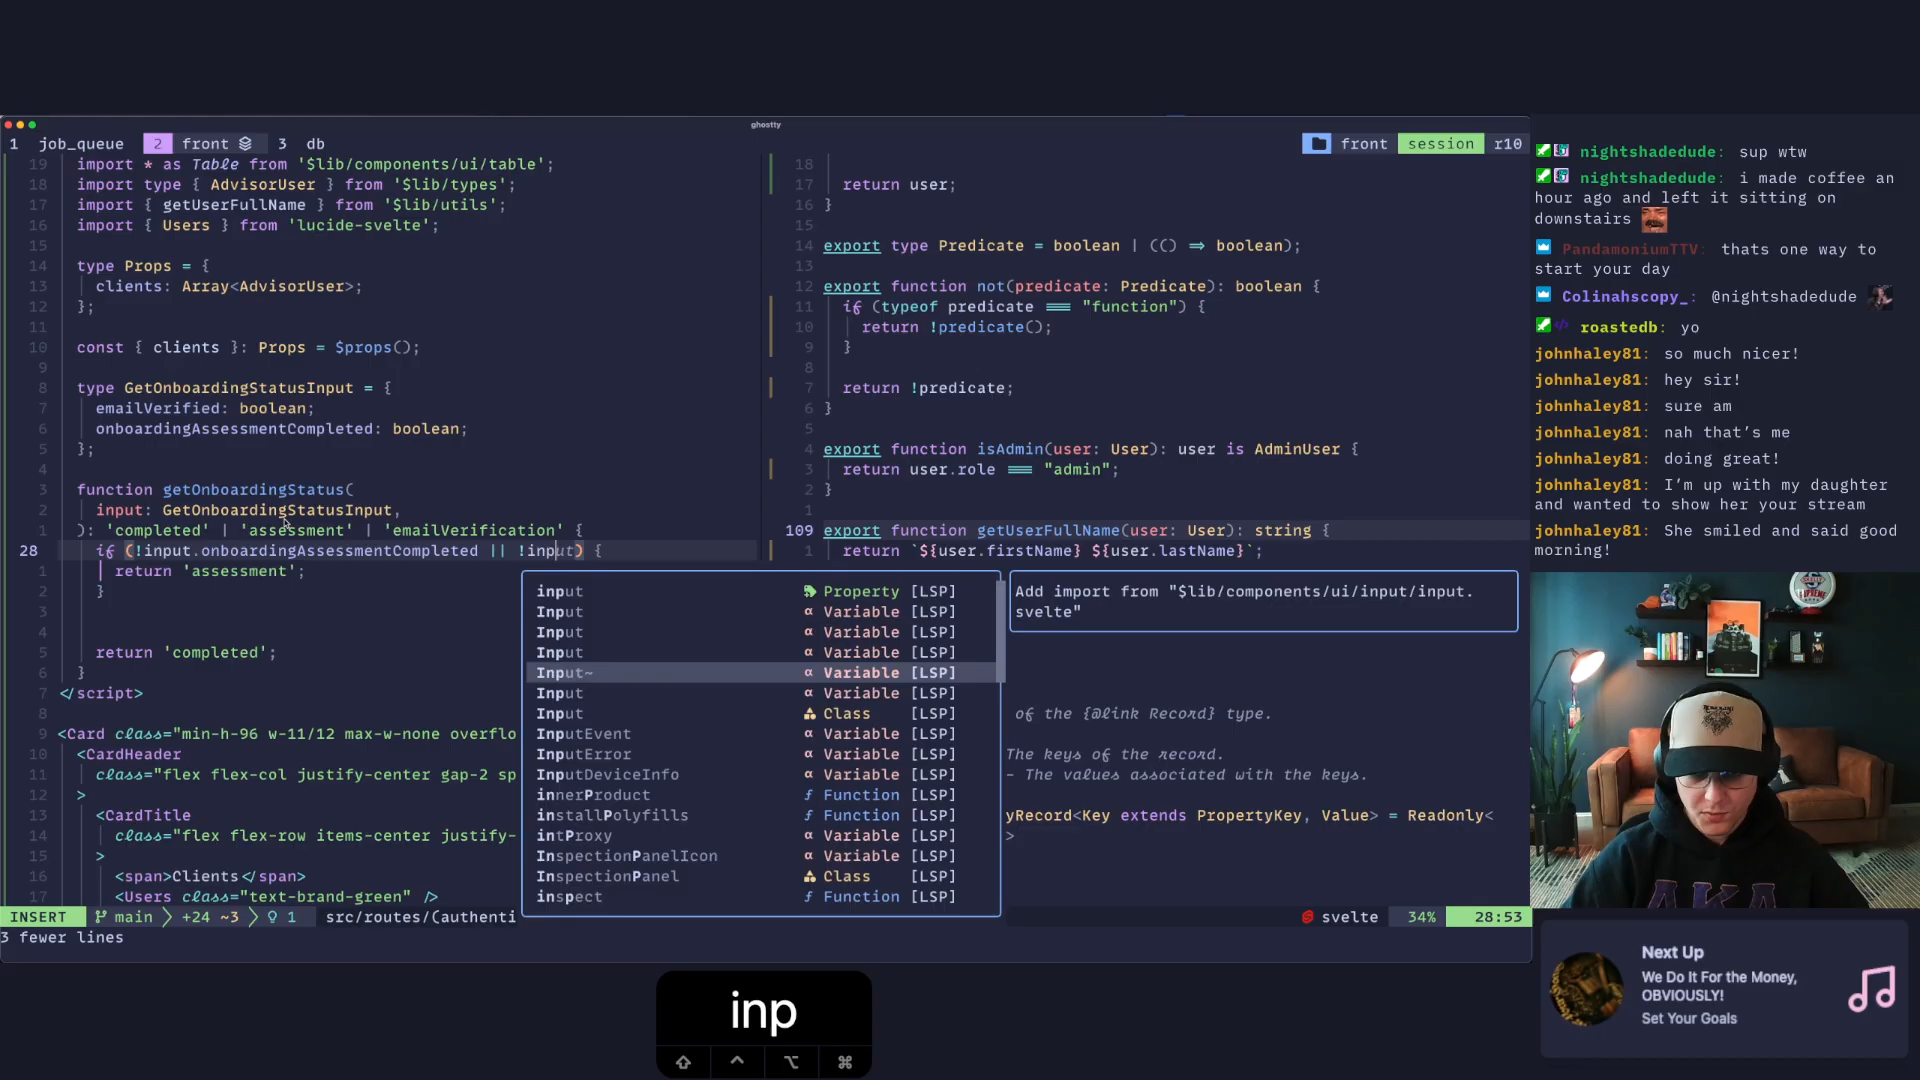 ghostty
1 job_queue 2 front 3 db
front session r10
19 import * as Table from '$lib/components/ui/table';
18 import type { AdvisorUser } from '$lib/types';
17 import { getUserFullName } from '$lib/utils';
16 import { Users } from 'lucide-svelte';
15
14 type Props = {
13 clients: Array<AdvisorUser>;
12 };
11
10 const { clients }: Props = $props();
9
8 type GetOnboardingStatusInput = {
7 emailVerified: boolean;
6 onboardingAssessmentCompleted: boolean;
5 };
4
3 function getOnboardingStatus(
2 input: GetOnboardingStatusInput,
1 ): 'completed' | 'assessment' | 'emailVerification' {
28 if (!input.onboardingAssessmentCompleted || !input) {
1 return 'assessment';
2 }
3
4
5 return 'completed';
6 }
7 </script>
8
9 <Card class="min-h-96 w-11/12 max-w-none overflo
10 <CardHeader
11 class="flex flex-col justify-center gap-2 sp
12 >
13 <CardTitle
14 class="flex flex-row items-center justify-
15 >
16 <span>Clients</span>
17 <Users class="text-brand-green" />
18
17 return user;
16 }
15
14 export type Predicate = boolean | (() => boolean);
13
12 export function not(predicate: Predicate): boolean {
11 if (typeof predicate === "function") {
10 return !predicate();
9 }
8
7 return !predicate;
6 }
5
4 export function isAdmin(user: User): user is AdminUser {
3 return user.role === "admin";
2 }
1
109 export function getUserFullName(user: User): string {
1 return `${user.firstName} ${user.lastName}`;
input Property [LSP]
Input Variable [LSP]
Input Variable [LSP]
Input Variable [LSP]
Input~ Variable [LSP]
Input Variable [LSP]
Input Class [LSP]
InputEvent Variable [LSP]
InputError Variable [LSP]
InputDeviceInfo Variable [LSP]
innerProduct Function [LSP]
installPolyfills Function [LSP]
intProxy Variable [LSP]
InspectionPanelIcon Variable [LSP]
InspectionPanel Class [LSP]
inspect Function [LSP]
Add import from "$lib/components/ui/input/input.
svelte"
of the {@link Record} type.
The keys of the record.
- The values associated with the keys.
yRecord<Key extends PropertyKey, Value> = Readonly<
>
INSERT main +24 ~3 1 src/routes/(authenti
svelte 34% 28:53
3 fewer lines
inp
nightshadedude: sup wtw
nightshadedude: i made coffee an
hour ago and left it sitting on
downstairs
PandamoniumTTV: thats one way to
start your day
Colinahscopy_: @nightshadedude
roastedb: yo
johnhaley81: so much nicer!
johnhaley81: hey sir!
johnhaley81: sure am
johnhaley81: nah that's me
johnhaley81: doing great!
johnhaley81: I'm up with my daughter
and wanted to show her your stream
johnhaley81: She smiled and said good
morning!
Next Up
We Do It For the Money,
OBVIOUSLY!
Set Your Goals